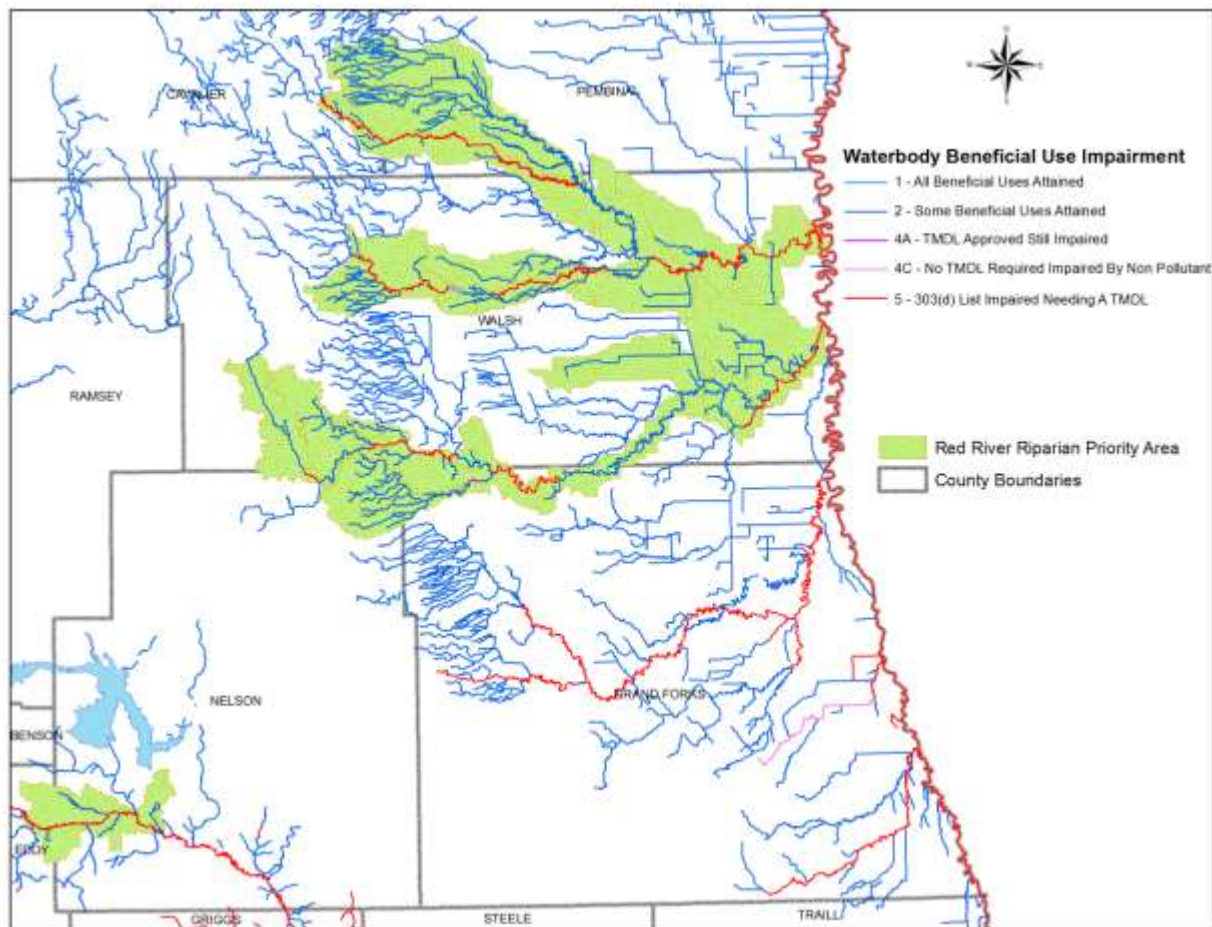 CAVALIER
PEMBINA
Waterbody Beneficial Use Impairment
1 - All Beneficial Uses Attained
2 - Some Beneficial Uses Attained
4A - TMDL Approved Still Impaired
4C - No TMDL Required Impaired By Non Pollutant
5 - 303(d) List Impaired Needing A TMDL
WALSH
RAMSEY
Red River Riparian Priority Area
County Boundaries
NELSON
GRAND FORKS
BENSON
EDDY
GRIGGS
STEELE
TRAILL